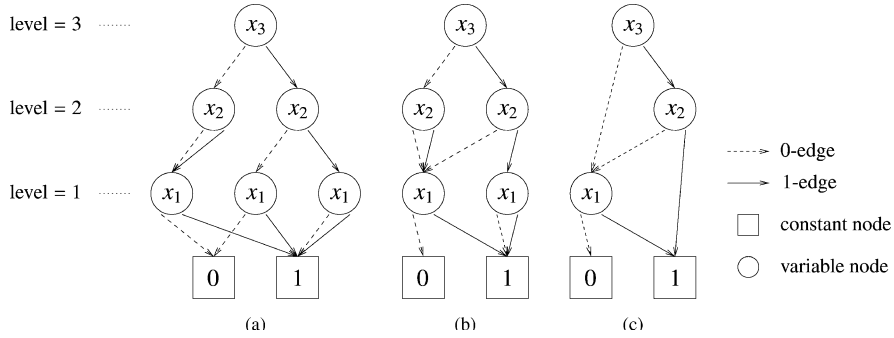 level = 3 ........ x3 x3 x3
level = 2 ........ x2 x2 x2 x2 x2
0-edge
1-edge
level = 1 ........ x1 x1 x1 x1 x1 x1
constant node
0 1 0 1 0 1
variable node
(a) (b) (c)